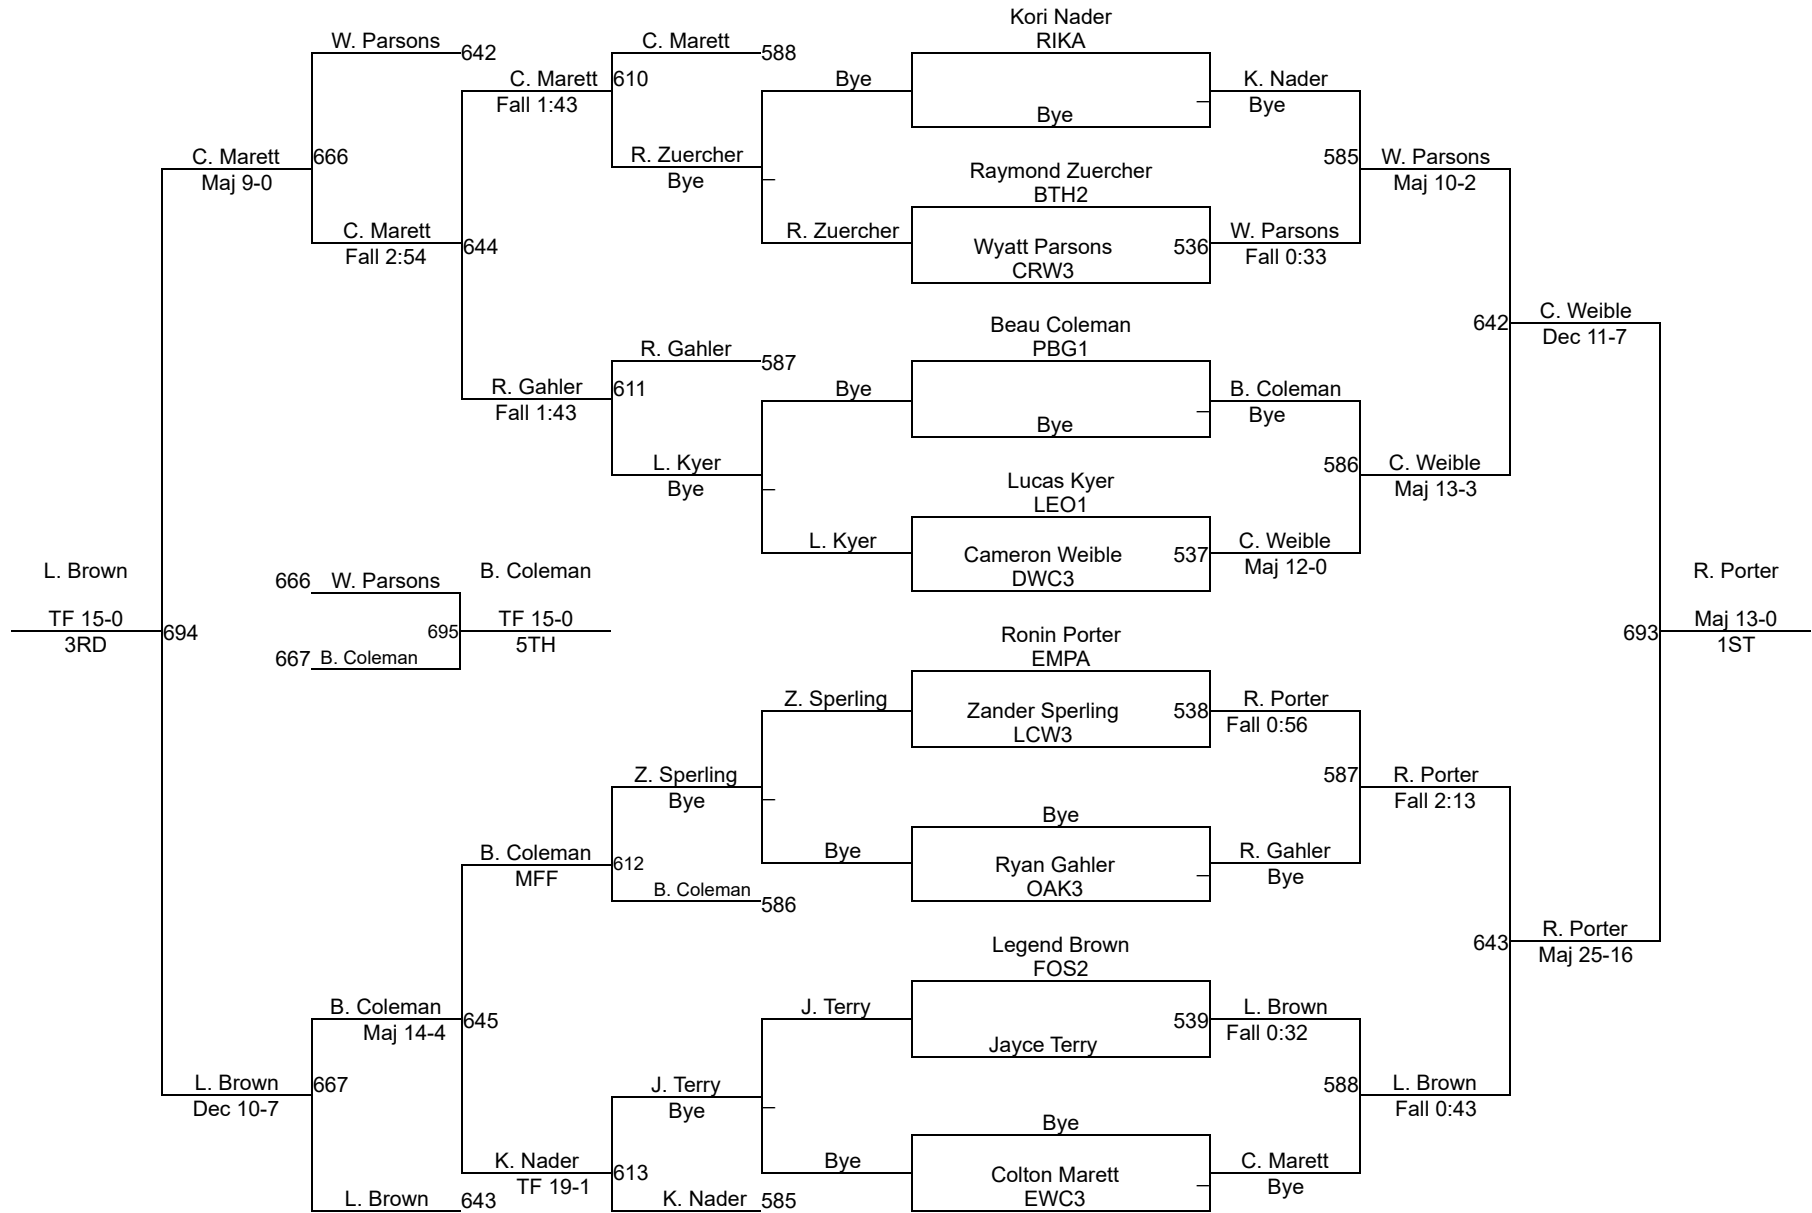 Kori Nader
RIKA
W. Parsons
642
C. Marett
588
C. Marett
610
Fall 1:43
Bye
K. Nader
Bye
Bye
C. Marett
666
Maj 9-0
R. Zuercher
Bye
585
W. Parsons
Maj 10-2
Raymond Zuercher
BTH2
C. Marett
644
Fall 2:54
R. Zuercher
Wyatt Parsons
536
CRW3
W. Parsons
Fall 0:33
Beau Coleman
PBG1
642
C. Weible
Dec 11-7
R. Gahler
587
R. Gahler
611
Fall 1:43
Bye
B. Coleman
Bye
Bye
L. Kyer
Bye
586
C. Weible
Maj 13-3
Lucas Kyer
LEO1
L. Kyer
Cameron Weible
537
DWC3
C. Weible
Maj 12-0
L. Brown
TF 15-0
3RD
694
666
W. Parsons
667
B. Coleman
695
B. Coleman
TF 15-0
5TH
R. Porter
693
Maj 13-0
1ST
Ronin Porter
EMPA
Z. Sperling
Zander Sperling
538
LCW3
R. Porter
Fall 0:56
Z. Sperling
Bye
587
R. Porter
Fall 2:13
Bye
B. Coleman
612
MFF
Bye
Ryan Gahler
OAK3
R. Gahler
Bye
B. Coleman
586
Legend Brown
FOS2
643
R. Porter
Maj 25-16
B. Coleman
645
Maj 14-4
J. Terry
539
Jayce Terry
L. Brown
Fall 0:32
L. Brown
667
Dec 10-7
J. Terry
Bye
588
L. Brown
Fall 0:43
Bye
K. Nader
613
TF 19-1
Bye
Colton Marett
EWC3
C. Marett
Bye
L. Brown
643
K. Nader
585